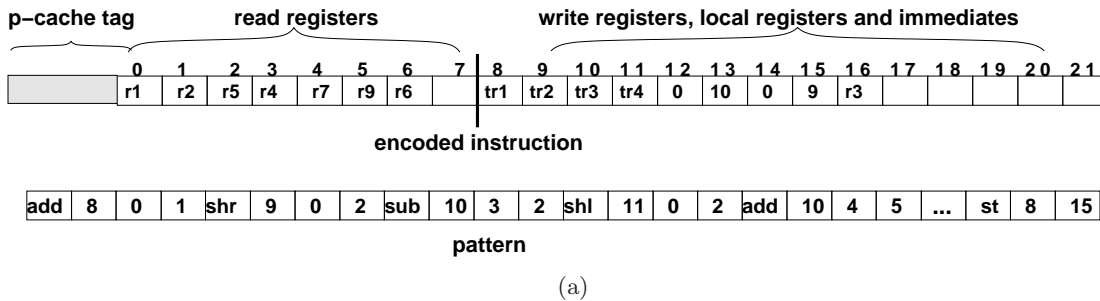 p−cache tag read registers write registers, local registers and immediates
0 1 2 3 4 5 6 7 8 9 10 11 12 13 14 15 16 17 18 19 20 21
r1 r2 r5 r4 r7 r9 r6 tr1 tr2 tr3 tr4 0 10 0 9 r3
encoded instruction
add 8 0 1 shr 9 0 2 sub 10 3 2 shl 11 0 2 add 10 4 5 ... st 8 15
pattern
(a)